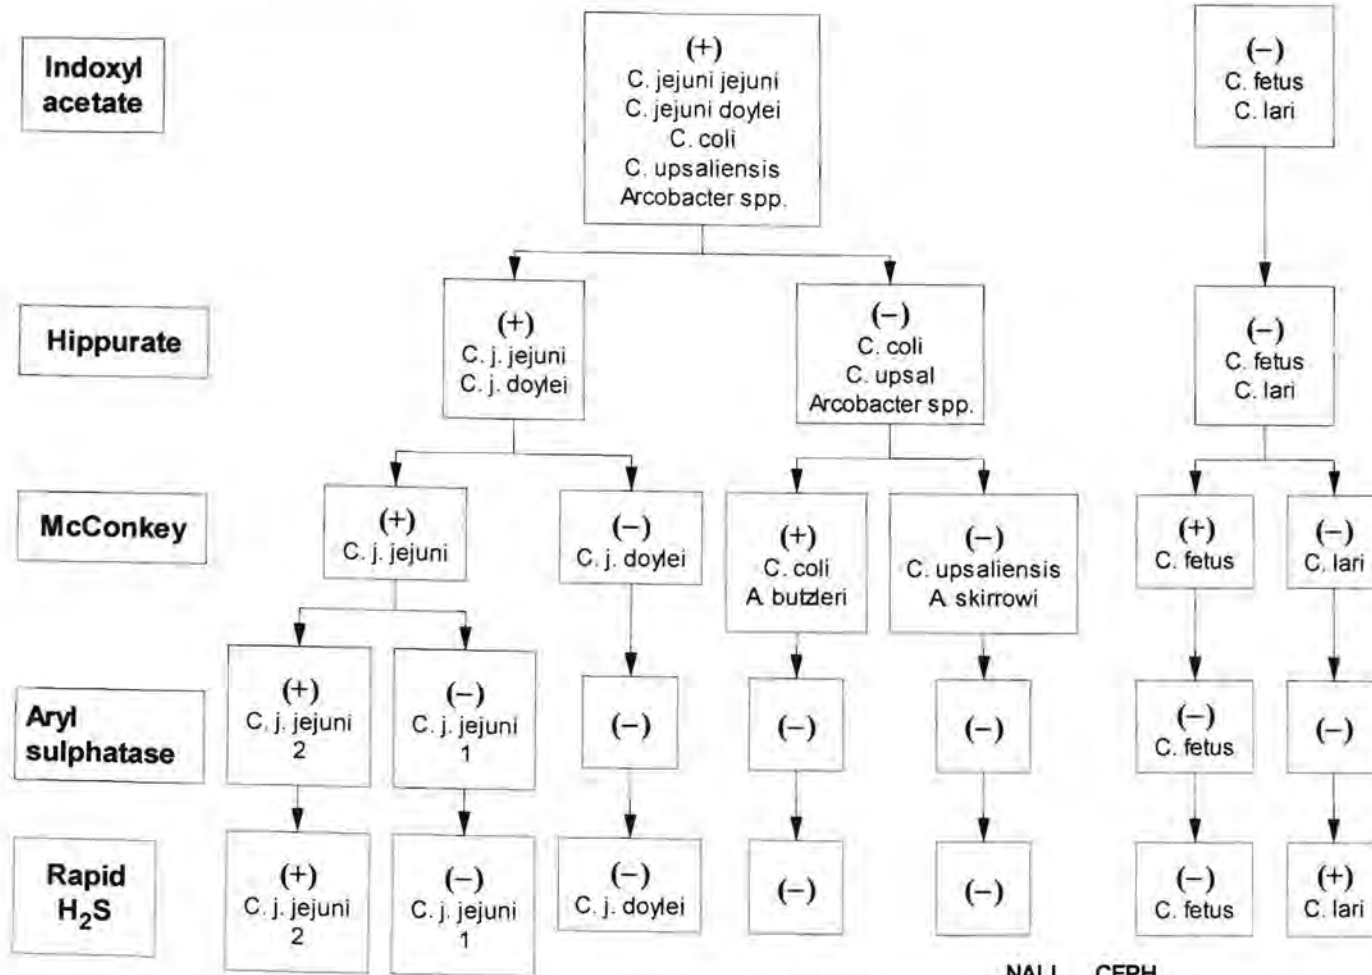 Indoxyl
acetate
(+)
C. jejuni jejuni
C. jejuni doylei
C. coli
C. upsaliensis
Arcobacter spp.
(−)
C. fetus
C. lari
Hippurate
(+)
C. j. jejuni
C. j. doylei
(−)
C. coli
C. upsal
Arcobacter spp.
(−)
C. fetus
C. lari
McConkey
(+)
C. j. jejuni
(−)
C. j. doylei
(+)
C. coli
A. butzleri
(−)
C. upsaliensis
A. skirrowi
(+)
C. fetus
(−)
C. lari
Aryl
sulphatase
(+)
C. j. jejuni
2
(−)
C. j. jejuni
1
(−)
(−)
(−)
(−)
C. fetus
(−)
Rapid
H₂S
(+)
C. j. jejuni
2
(−)
C. j. jejuni
1
(−)
C. j. doylei
(−)
(−)
(−)
C. fetus
(+)
C. lari